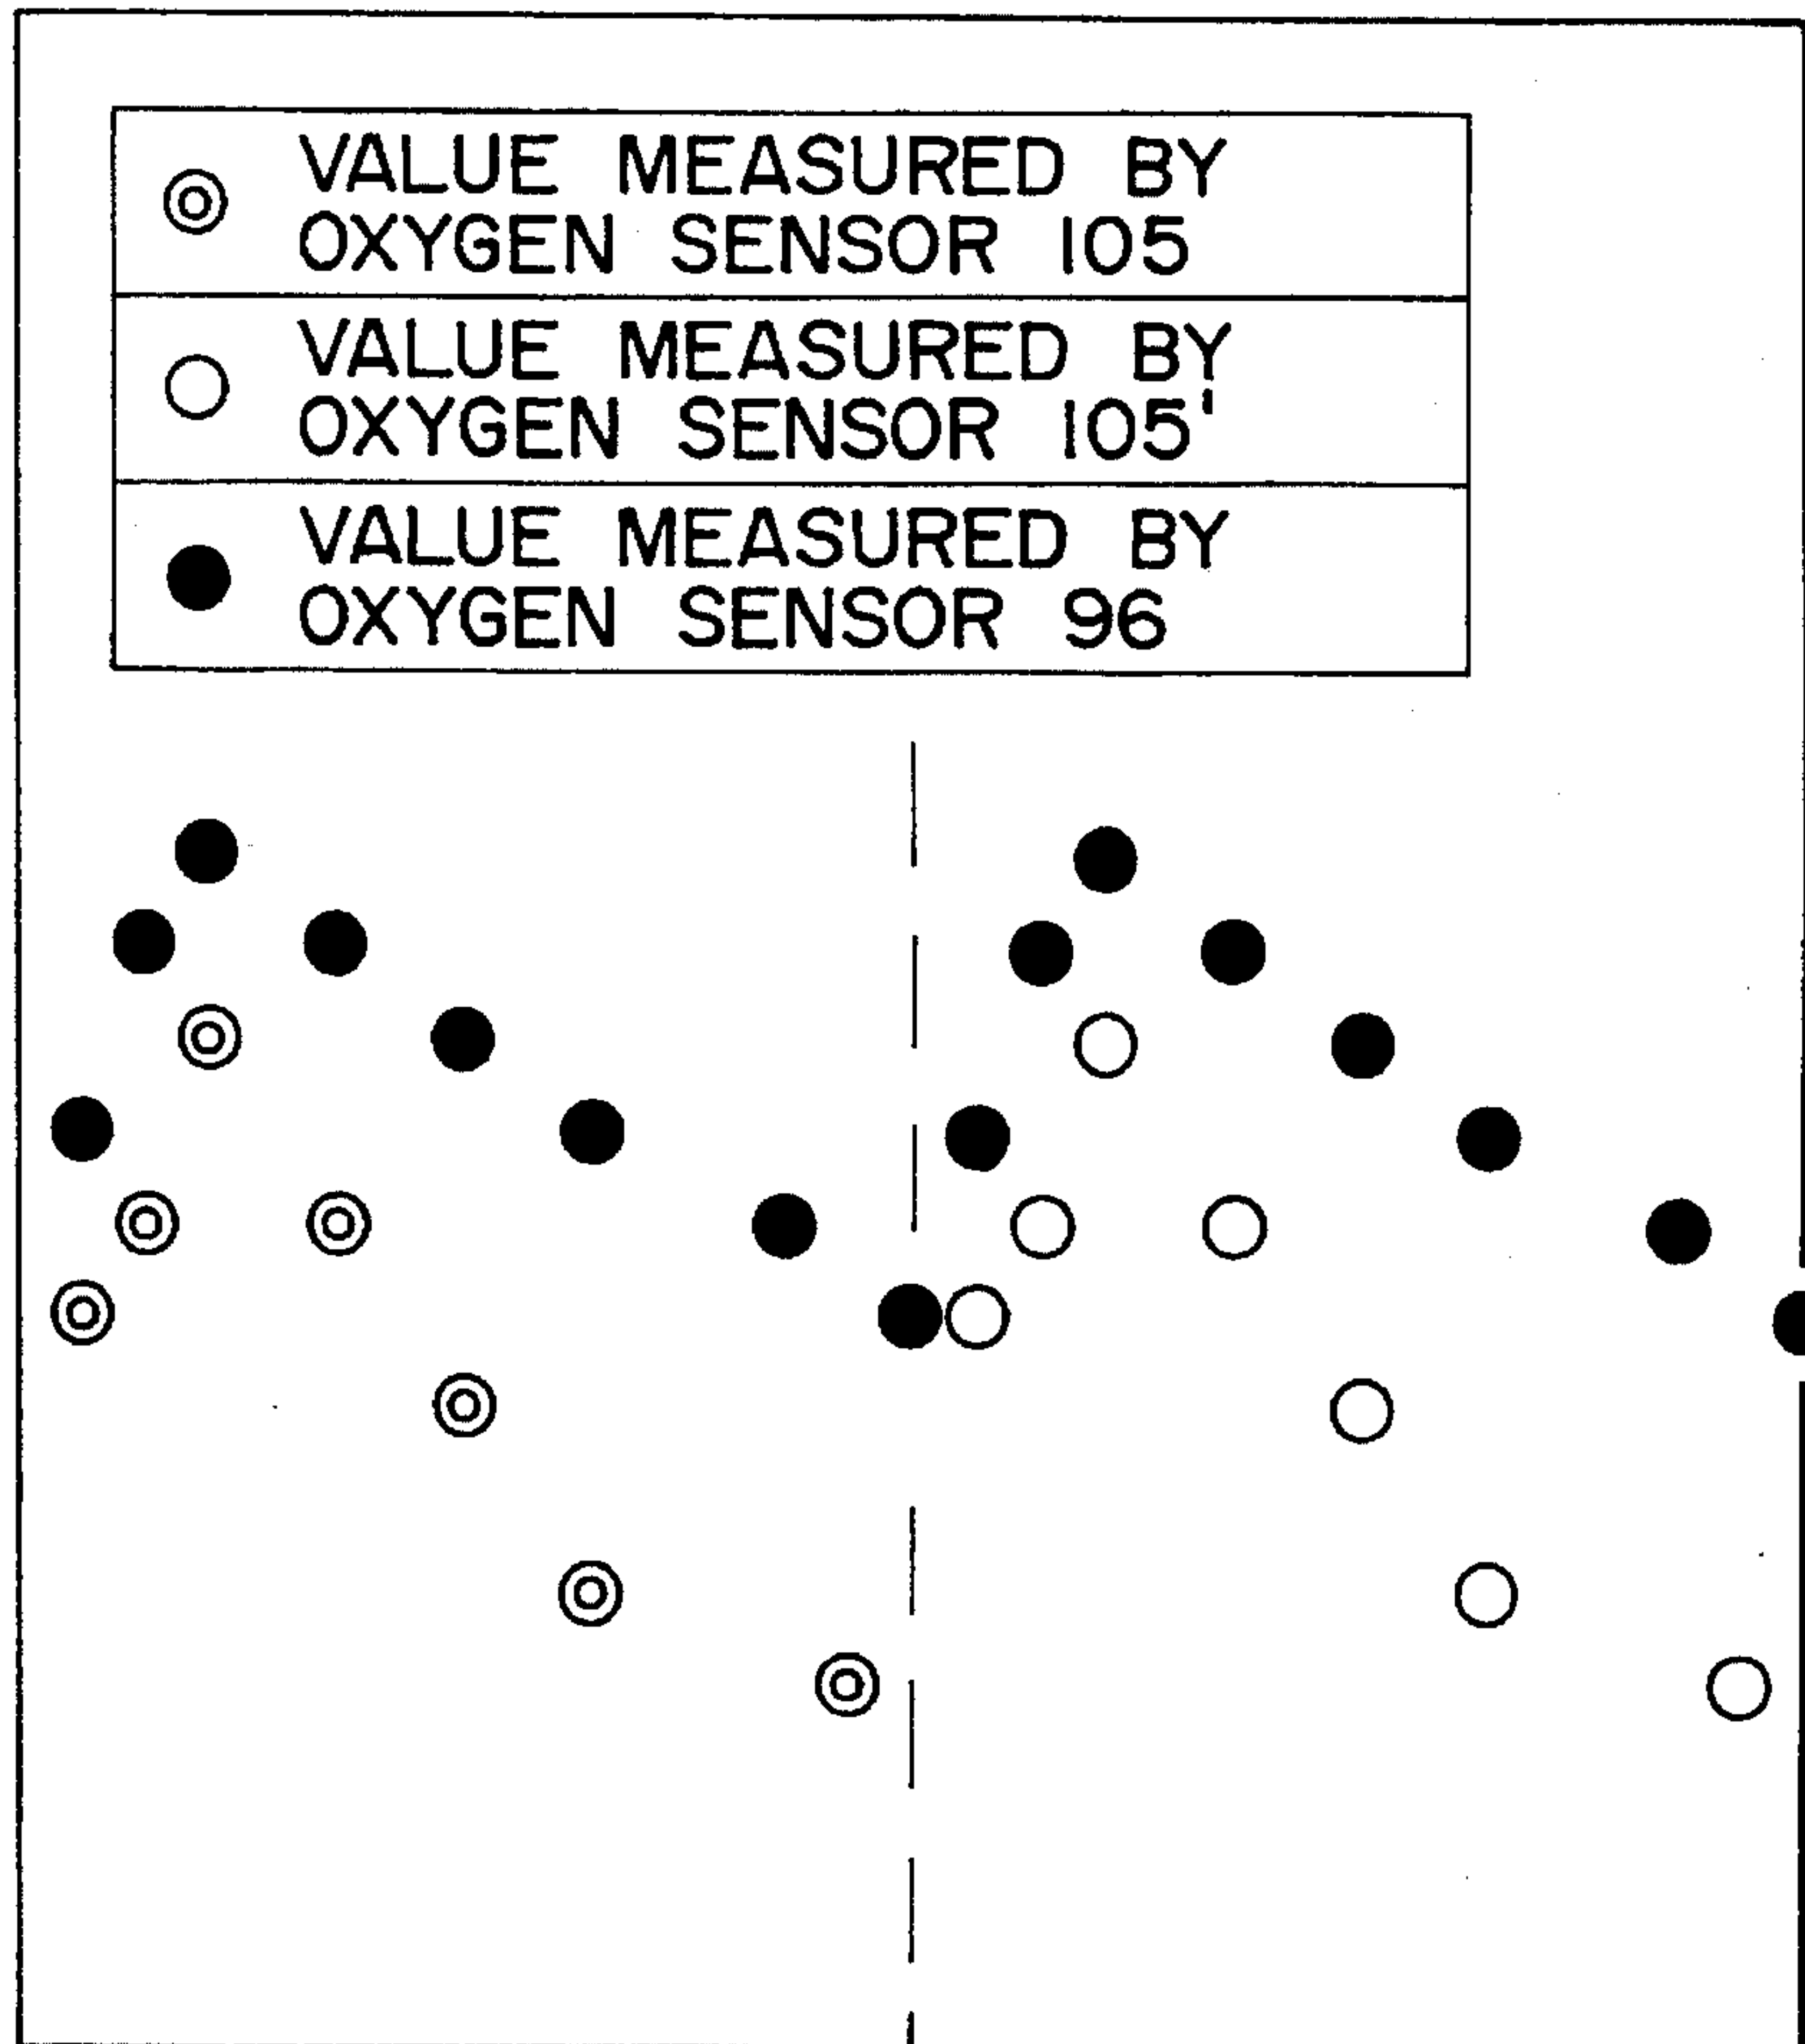 VALUE MEASURED BY
OXYGEN SENSOR 105
VALUE MEASURED BY
OXYGEN SENSOR 105'
VALUE MEASURED BY
OXYGEN SENSOR 96